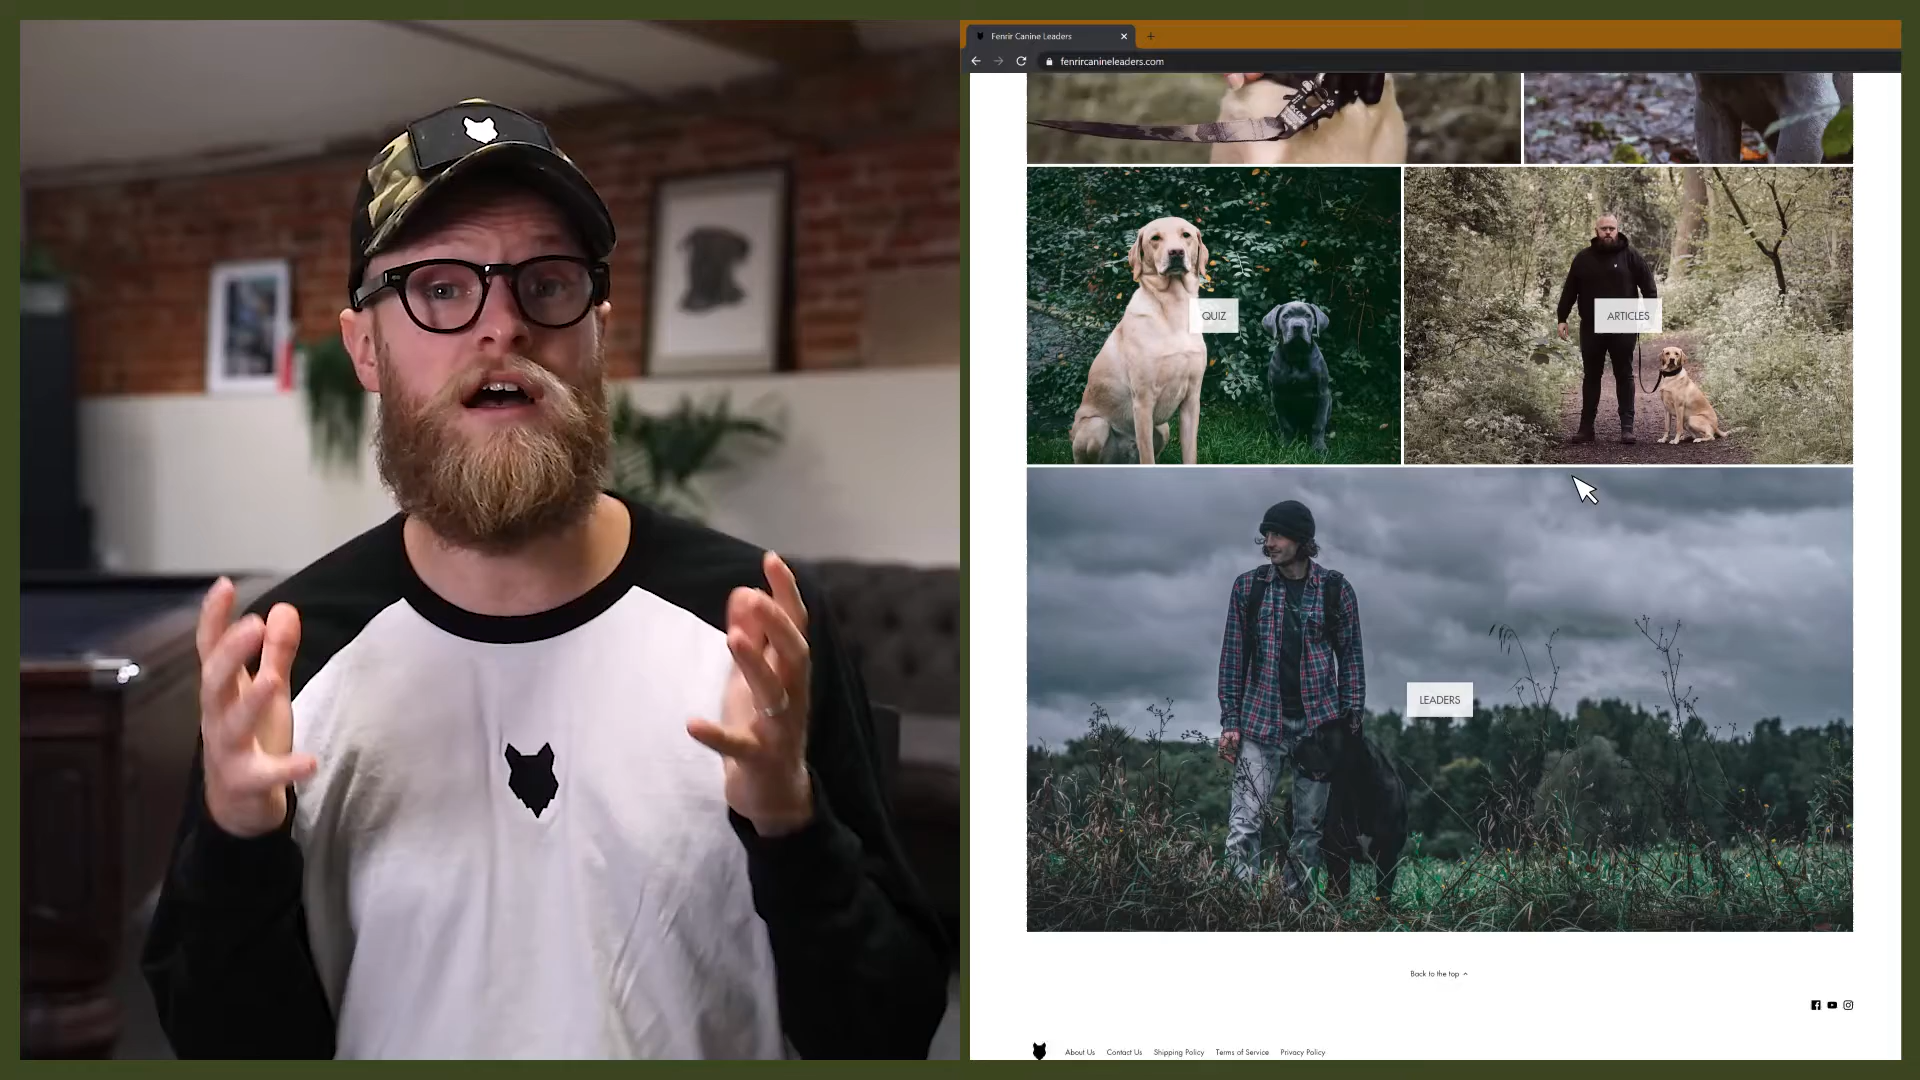 Fenrir Canine Leaders
fenrircanineleaders.com
QUIZ
ARTICLES
LEADERS
Back to the top
About Us Contact Us Shipping Policy Terms of Service Privacy Policy